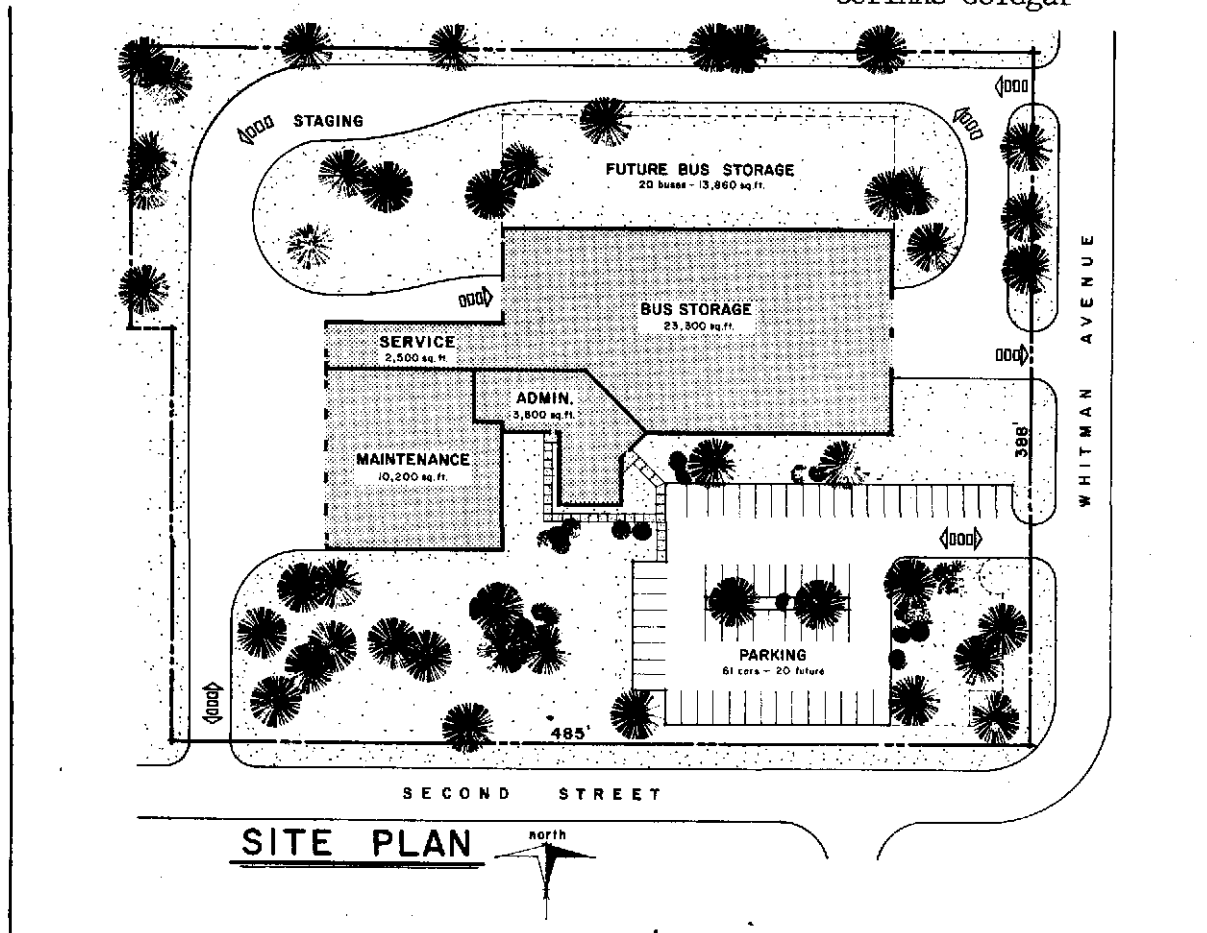 STAGING
FUTURE BUS STORAGE
20 buses - 13,860 sq.ft.
BUS STORAGE
23,300 sq.ft.
SERVICE
2,500 sq.ft.
ADMIN.
3,800 sq.ft.
MAINTENANCE
10,200 sq.ft.
388'
WHITMAN AVENUE
PARKING
61 cars - 20 future
485'
SECOND STREET
SITE PLAN
north